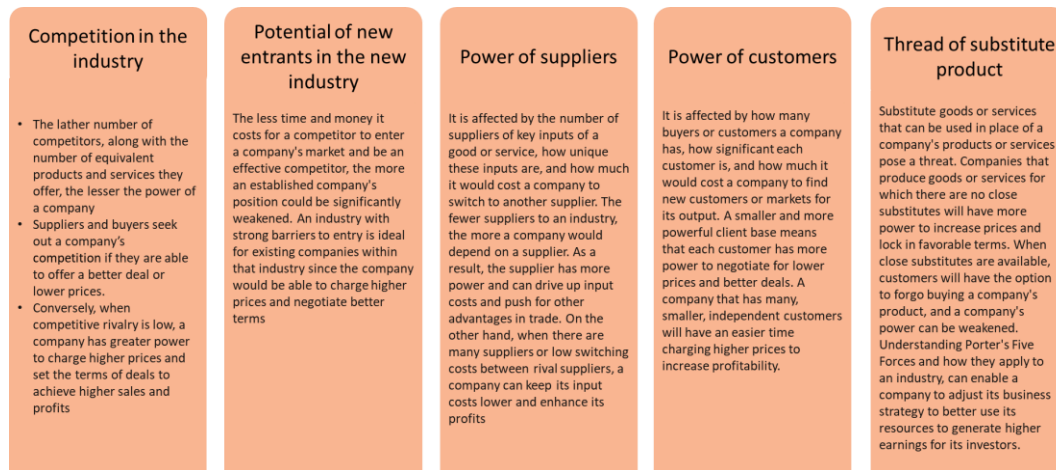 Competition in the
industry
• The lather number of
competitors, along with the
number of equivalent
products and services they
offer, the lesser the power of
a company
• Suppliers and buyers seek
out a company's
competition if they are
able to offer a better deal or
lower prices.
• Conversely, when
competitive rivalry is low, a
company has greater power
to charge higher prices and
set the terms of deals to
achieve higher sales and
profits
Potential of new
entrants in the new
industry
The less time and money it
costs for a competitor to enter
a company's market and be an
effective competitor, the more
an established company's
position could be significantly
weakened. An industry with
strong barriers to entry is ideal
for existing companies within
that industry since the company
would be able to charge higher
prices and negotiate better
terms
Power of suppliers
It is affected by the number of
suppliers of key inputs of a
good or service, how unique
these inputs are, and how much
it would cost a company to
switch to another supplier. The
fewer suppliers to an industry,
the more a company would
depend on a supplier. As a
result, the supplier has more
power and can drive up input
costs and push for other
advantages in trade. On the
other hand, when there are
many suppliers or low switching
costs between rival suppliers, a
company can keep its input
costs lower and enhance its
profits
Power of customers
It is affected by how many
buyers or customers a company
has, how significant each
customer is, and how much it
would cost a company to find
new customers or markets for
its output. A smaller and more
powerful client base means
that each customer has more
power to negotiate for lower
prices and better deals. A
company that has many,
smaller, independent customers
will have an easier time
charging higher prices to
increase profitability.
Thread of substitute
product
Substitute goods or services
that can be used in place of a
company's products or services
pose a threat. Companies that
produce goods or services for
which there are no close
substitutes will have more
power to increase prices and
lock in favorable terms. When
close substitutes are available,
customers will have the option
to forgo buying a company's
product, and a company's
power can be weakened.
Understanding Porter's Five
Forces and how they apply to
an industry, can enable a
company to adjust its business
strategy to better use its
resources to generate higher
earnings for its investors.